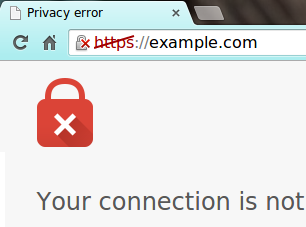 Privacy error
https://example.com
Your connection is not